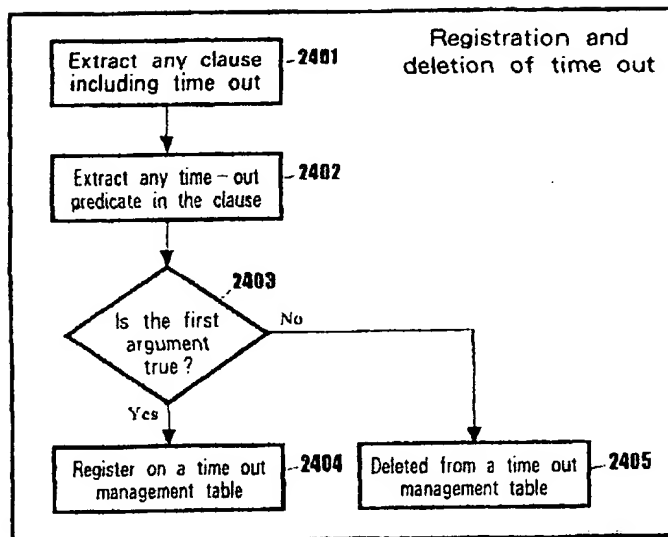 Registration and
deletion of time out
Extract any clause
including time out
2401
Extract any time-out
predicate in the clause
2402
2403
Is the first
argument
true?
No
Yes
Register on a time out
management table
2404
Deleted from a time out
management table
2405